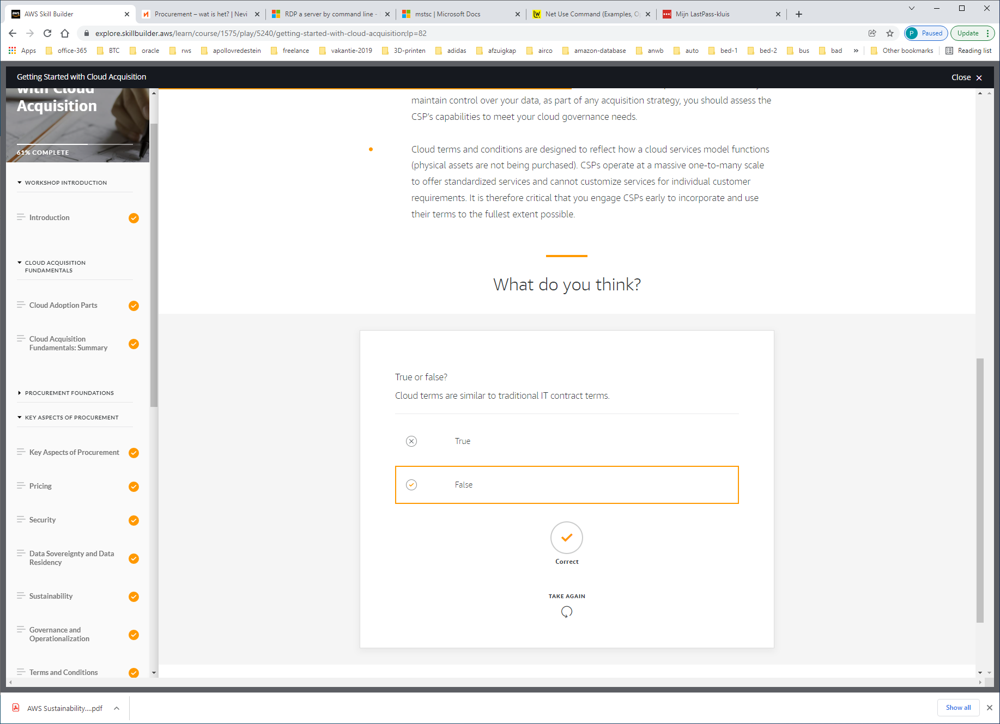 AWS Skill Builder
Procurement – wat is het? | Nevi
RDP a server by command line -
mstsc | Microsoft Docs
Net Use Command (Examples, O
Mijn LastPass-kluis
explore.skillbuilder.aws/learn/course/1575/play/5240/getting-started-with-cloud-acquisition;lp=82
P Paused
Update
Apps office-365 BTC oracle rws apollovredestein freelance vakantie-2019 3D-printen adidas afzuigkap airco amazon-database anwb auto bed-1 bed-2 bus bad » Other bookmarks Reading list
Getting Started with Cloud Acquisition
Close
with Cloud
Acquisition
61% COMPLETE
WORKSHOP INTRODUCTION
Introduction
CLOUD ACQUISITION
FUNDAMENTALS
Cloud Adoption Parts
Cloud Acquisition
Fundamentals: Summary
PROCUREMENT FOUNDATIONS
KEY ASPECTS OF PROCUREMENT
Key Aspects of Procurement
Pricing
Security
Data Sovereignty and Data
Residency
Sustainability
Governance and
Operationalization
Terms and Conditions
maintain control over your data, as part of any acquisition strategy, you should assess the
CSP’s capabilities to meet your cloud governance needs.
Cloud terms and conditions are designed to reflect how a cloud services model functions
(physical assets are not being purchased). CSPs operate at a massive one-to-many scale
to offer standardized services and cannot customize services for individual customer
requirements. It is therefore critical that you engage CSPs early to incorporate and use
their terms to the fullest extent possible.
What do you think?
True or false?
Cloud terms are similar to traditional IT contract terms.
True
False
Correct
TAKE AGAIN
AWS Sustainability....pdf
Show all